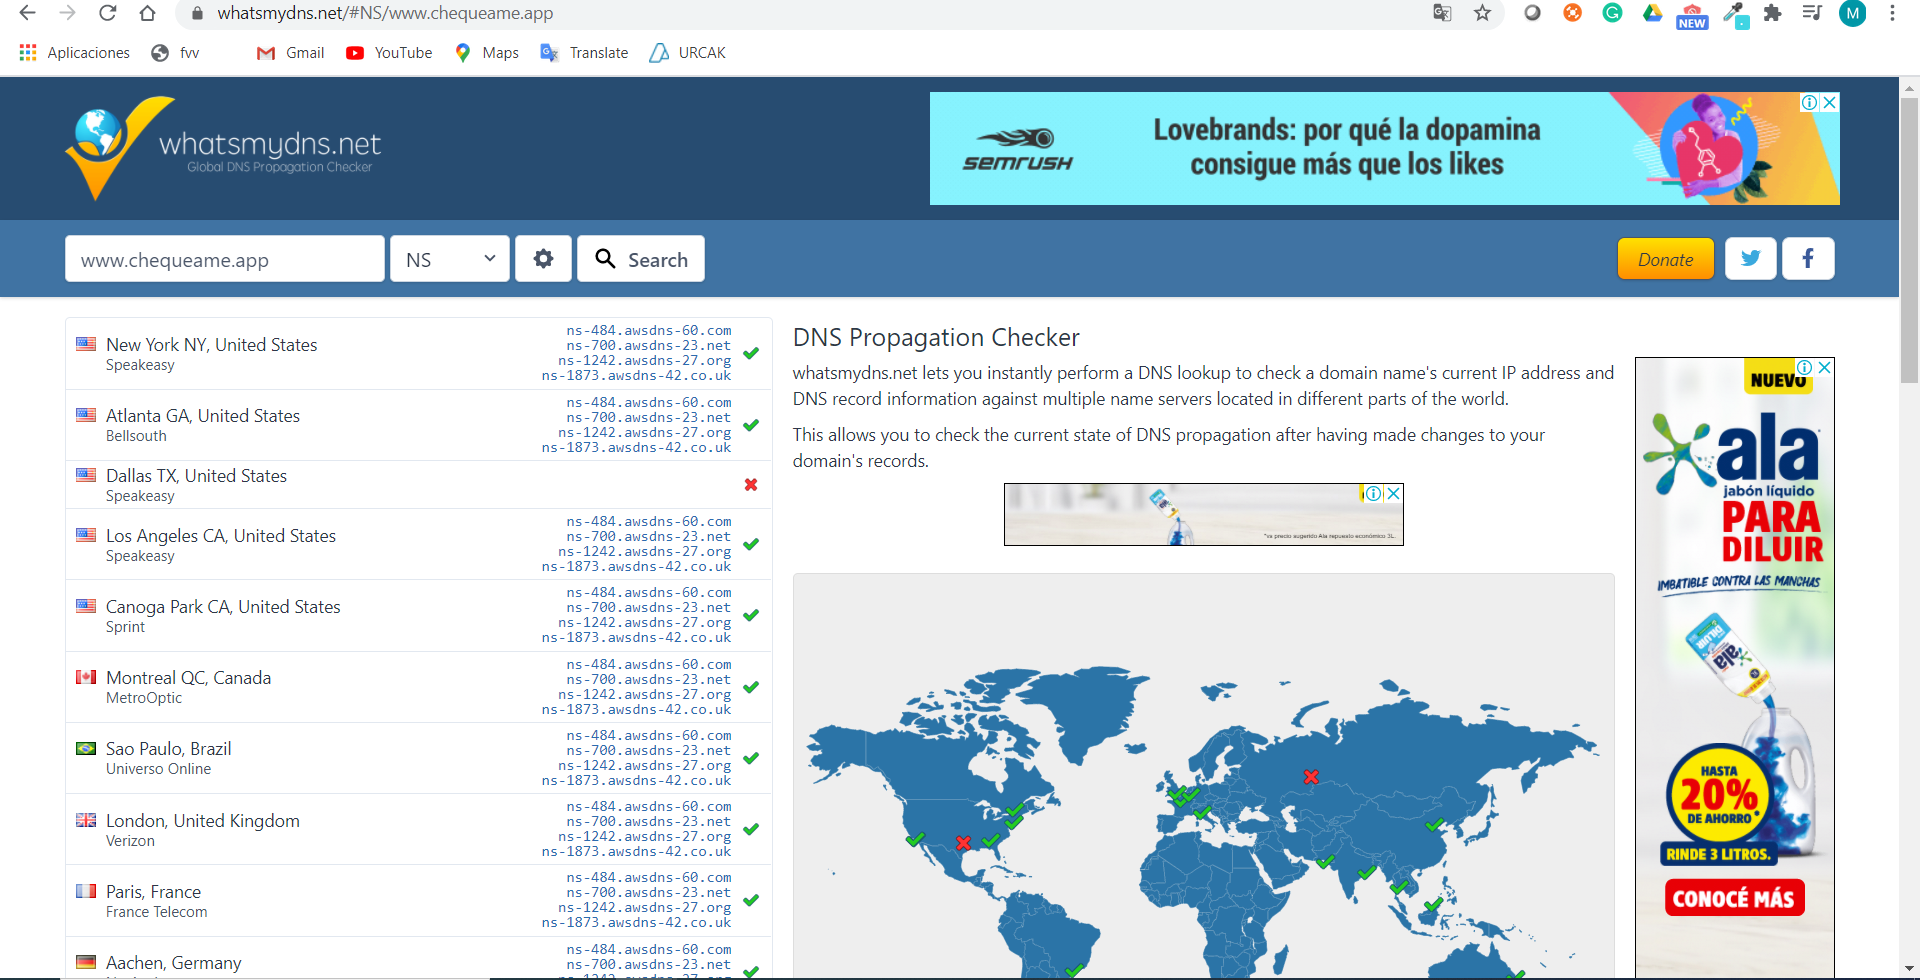 whatsmydns.net/#NS/www.chequeame.app
NEW
M
Aplicaciones
fvv
Gmail
YouTube
Maps
Translate
URCAK
whatsmydns.net
Global DNS Propagation Checker
SEMRUSH
Lovebrands: por qué la dopamina
consigue más que los likes
www.chequeame.app
NS
Search
Donate
New York NY, United States
Speakeasy
ns-484.awsdns-60.com
ns-700.awsdns-23.net
ns-1242.awsdns-27.org
ns-1873.awsdns-42.co.uk
Atlanta GA, United States
Bellsouth
ns-484.awsdns-60.com
ns-700.awsdns-23.net
ns-1242.awsdns-27.org
ns-1873.awsdns-42.co.uk
Dallas TX, United States
Speakeasy
Los Angeles CA, United States
Speakeasy
ns-484.awsdns-60.com
ns-700.awsdns-23.net
ns-1242.awsdns-27.org
ns-1873.awsdns-42.co.uk
Canoga Park CA, United States
Sprint
ns-484.awsdns-60.com
ns-700.awsdns-23.net
ns-1242.awsdns-27.org
ns-1873.awsdns-42.co.uk
Montreal QC, Canada
MetroOptic
ns-484.awsdns-60.com
ns-700.awsdns-23.net
ns-1242.awsdns-27.org
ns-1873.awsdns-42.co.uk
Sao Paulo, Brazil
Universo Online
ns-484.awsdns-60.com
ns-700.awsdns-23.net
ns-1242.awsdns-27.org
ns-1873.awsdns-42.co.uk
London, United Kingdom
Verizon
ns-484.awsdns-60.com
ns-700.awsdns-23.net
ns-1242.awsdns-27.org
ns-1873.awsdns-42.co.uk
Paris, France
France Telecom
ns-484.awsdns-60.com
ns-700.awsdns-23.net
ns-1242.awsdns-27.org
ns-1873.awsdns-42.co.uk
Aachen, Germany
ns-484.awsdns-60.com
ns-700.awsdns-23.net
DNS Propagation Checker
whatsmydns.net lets you instantly perform a DNS lookup to check a domain name's current IP address and
DNS record information against multiple name servers located in different parts of the world.
This allows you to check the current state of DNS propagation after having made changes to your
domain's records.
*vs precio sugerido Ala repuesto económico 3L.
NUEVO
ala
jabón líquido
PARA
DILUIR
IMBATIBLE CONTRA LAS MANCHAS
DILUIR
ala
HASTA
20%
DE AHORRO*
RINDE 3 LITROS.
CONOCÉ MÁS